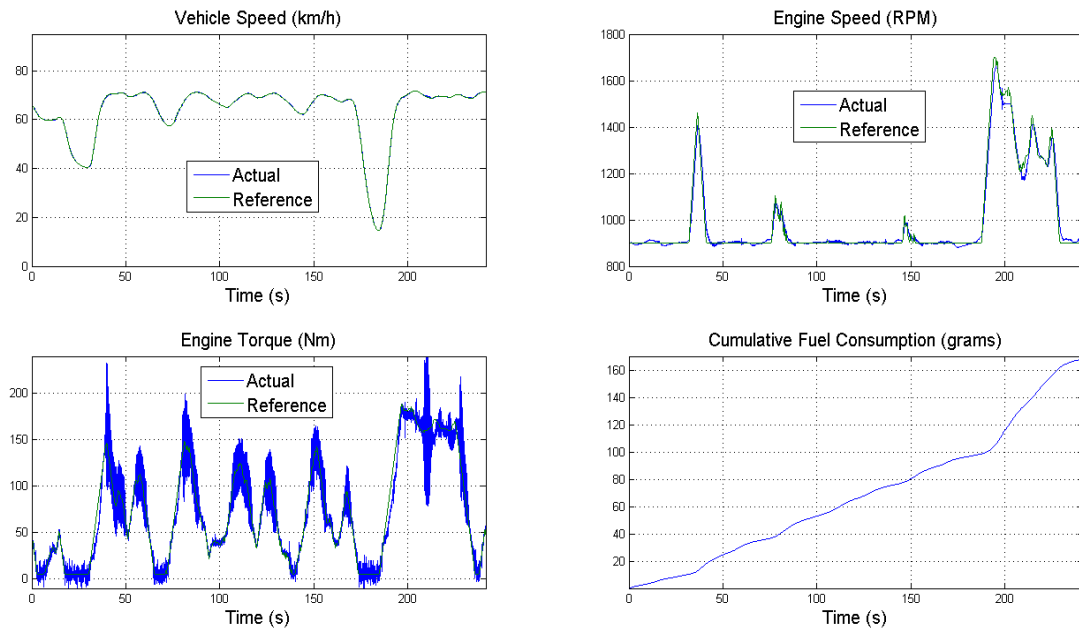 Vehicle Speed (km/h)
80
60
40
20
0
Actual
Reference
0 50 100 150 200
Time (s)
Engine Speed (RPM)
1800
1600
1400
1200
1000
800
Actual
Reference
0 50 100 150 200
Time (s)
Engine Torque (Nm)
200
150
100
50
0
Actual
Reference
0 50 100 150 200
Time (s)
Cumulative Fuel Consumption (grams)
160
140
120
100
80
60
40
20
0 50 100 150 200
Time (s)